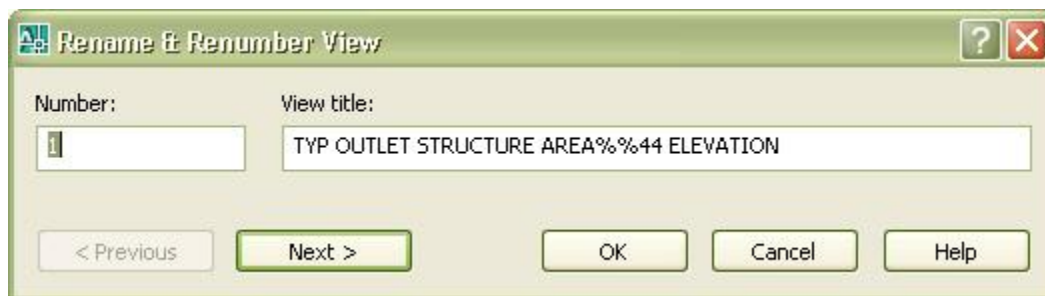 Rename & Renumber View
Number: View title:
1 TYP OUTLET STRUCTURE AREA%%44 ELEVATION
< Previous Next > OK Cancel Help